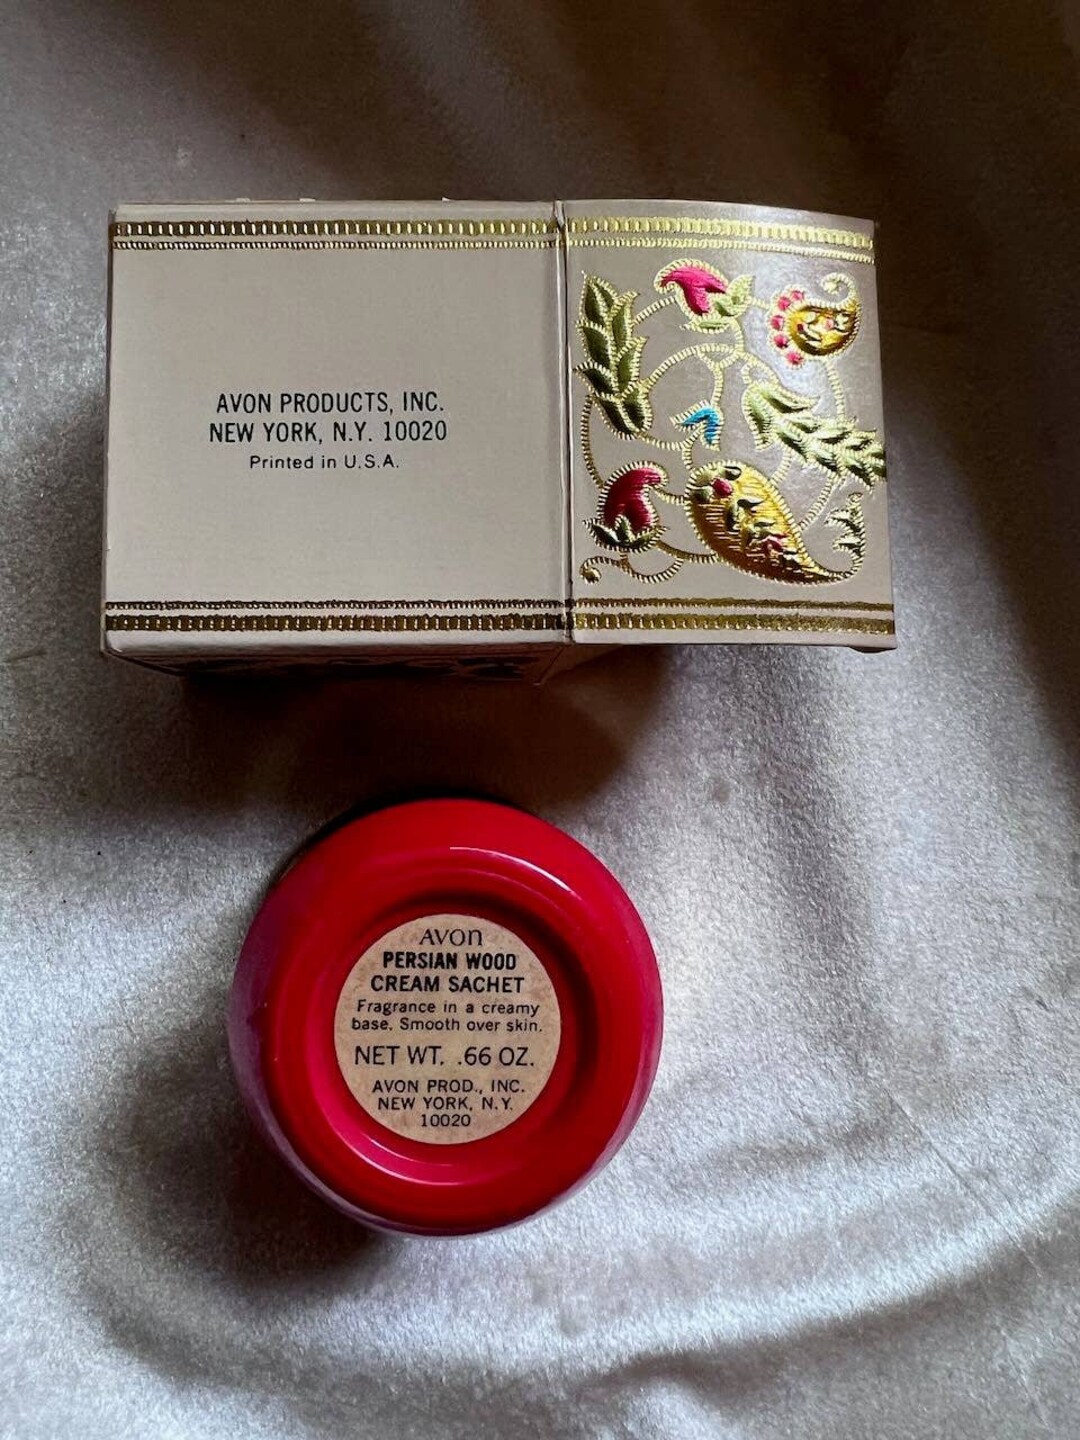 AVON PRODUCTS, INC.
NEW YORK, N.Y. 10020
Printed in U.S.A.
AVON
PERSIAN WOOD
CREAM SACHET
Fragrance in a creamy
base. Smooth over skin.
NET WT. .66 OZ.
AVON PROD., INC.
NEW YORK, N.Y.
10020